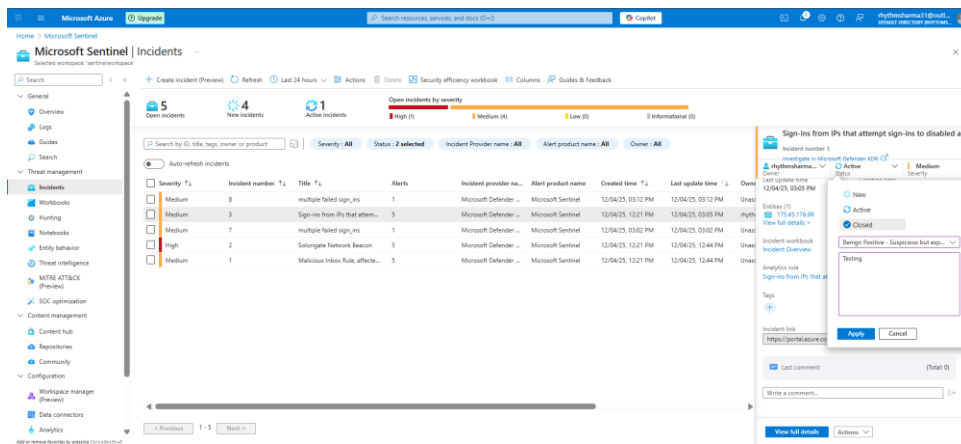 Microsoft Azure
Upgrade
Search resources, services, and docs (G+/)
Copilot
rhythmsharma31@outl...
Home > Microsoft Sentinel
Microsoft Sentinel | Incidents ...
Selected workspace: 'sentinelworkspace'
Search
General
Overview
Logs
Guides
Search
Threat management
Incidents
Workbooks
Hunting
Notebooks
Entity behavior
Threat intelligence
MITRE ATT&CK
(Preview)
SOC optimization
Content management
Content hub
Repositories
Community
Configuration
Workspace manager
(Preview)
Data connectors
Analytics
+ Create incident (Preview) Refresh Last 24 hours Actions Delete Security efficiency workbook Columns Guides & Feedback
5
Open incidents
4
New incidents
1
Active incidents
Open incidents by severity
High (1) Medium (4) Low (0) Informational (0)
Search by ID, title, tags, owner or product
Severity : All
Status : 2 selected
Incident Provider name : All
Alert product name : All
Owner : All
Auto-refresh incidents
Severity ↑↓ Incident number ↑↓ Title ↑↓ Alerts Incident provider na... Alert product name Created time ↑↓ Last update time ↑↓ Owne
Medium 8 multiple failed sign_ins 1 Microsoft Defender ... Microsoft Sentinel 12/04/25, 03:12 PM 12/04/25, 03:12 PM Unas
Medium 3 Sign-ins from IPs that attem... 5 Microsoft Defender ... Microsoft Sentinel 12/04/25, 12:21 PM 12/04/25, 03:05 PM rhyth
Medium 7 multiple failed sign_ins 1 Microsoft Defender ... Microsoft Sentinel 12/04/25, 03:02 PM 12/04/25, 03:02 PM Unas
High 2 Solorigate Network Beacon 5 Microsoft Defender ... Microsoft Sentinel 12/04/25, 12:21 PM 12/04/25, 12:44 PM Unas
Medium 1 Malicious Inbox Rule, affecte... 5 Microsoft Defender ... Microsoft Sentinel 12/04/25, 12:21 PM 12/04/25, 12:44 PM Unas
< Previous 1 - 5 Next >
Sign-ins from IPs that attempt sign-ins to disabled a
Incident number 3
Investigate in Microsoft Defender XDR
rhythmsharma...
Owner
Active
Status
Medium
Severity
Last update time
12/04/25, 03:05 PM
Entities (1)
175.45.176.99
View full details >
Incident workbook
Incident Overview
Analytics rule
Sign-ins from IPs that at
Tags
+
Incident link
https://portal.azure.co
New
Active
Closed
Benign Positive - Suspicious but exp...
Testing
Apply
Cancel
Last comment
(Total 0)
Write a comment...
View full details
Actions